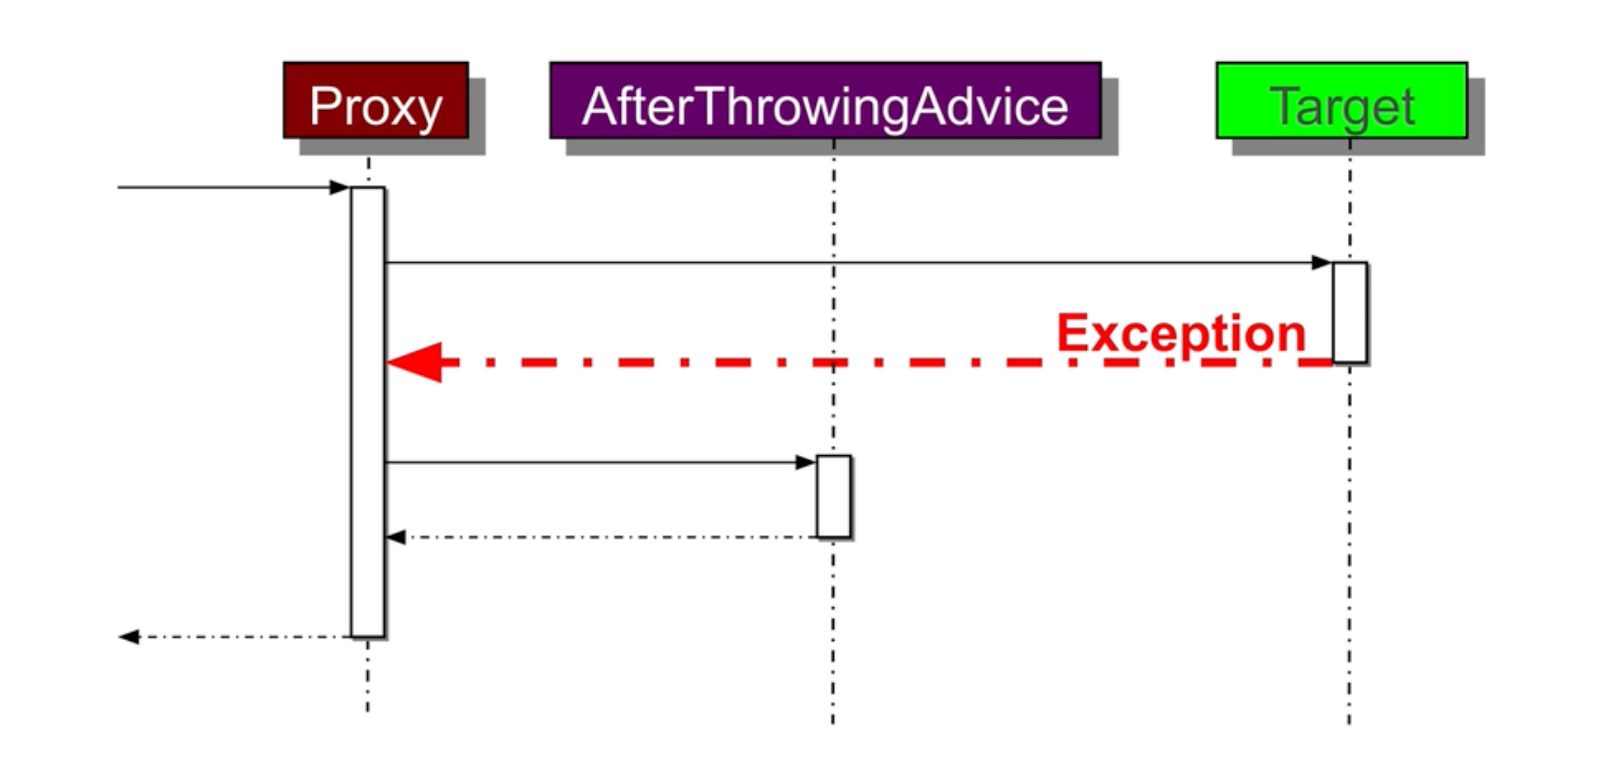 Proxy
AfterThrowingAdvice
Target
Exception